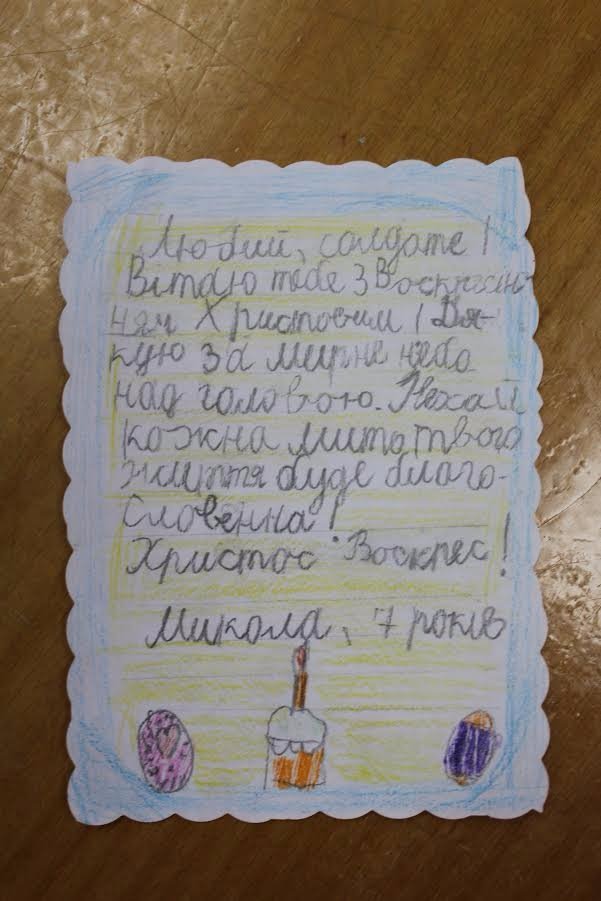 Любий, солдате!
Вітаю тебе з Воскресін-
ням Христовим! Дя-
кую за мирне небо
над головою. Нехай
кожна мить твого
життя буде благо-
словенна!
Христос Воскрес!
Микола, 7 років